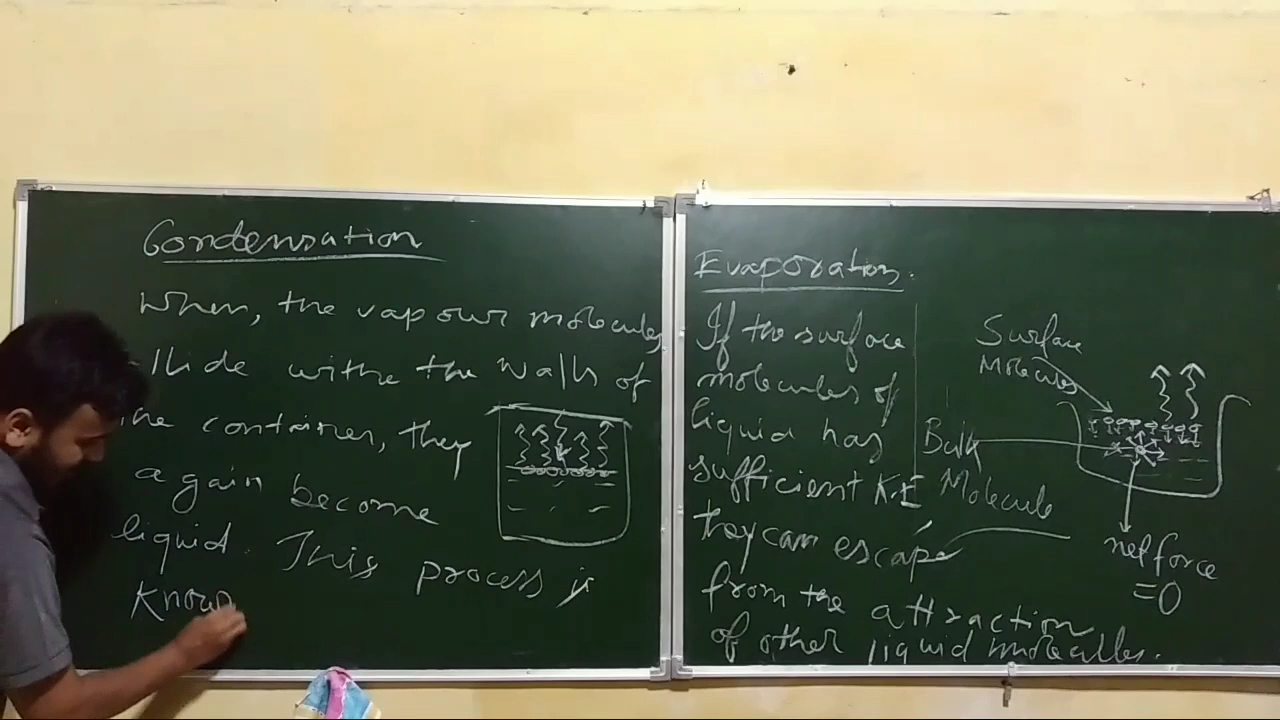 Condensation
When, the vapour molecules
llide withe the walls of
the container, they
again become
liquid. This process is
Know
Evaporation.
If the surface
molecules of
liquid has
sufficient K.E
they can escape
from the attraction
of other liquid molecules.
Surface
Molecules
Bulk
Molecule
net force
=0